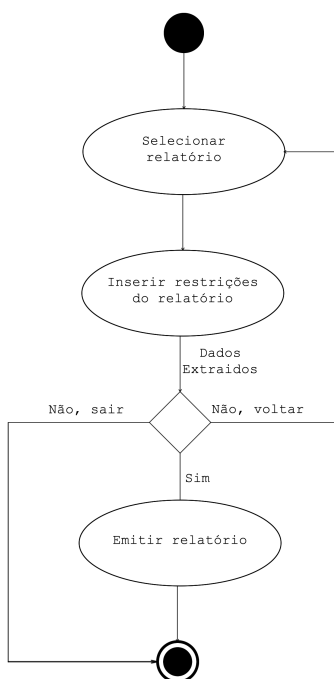 Selecionar
relatório
Inserir restrições
do relatório
Dados
Extraidos
Não, sair
Não, voltar
Sim
Emitir relatório